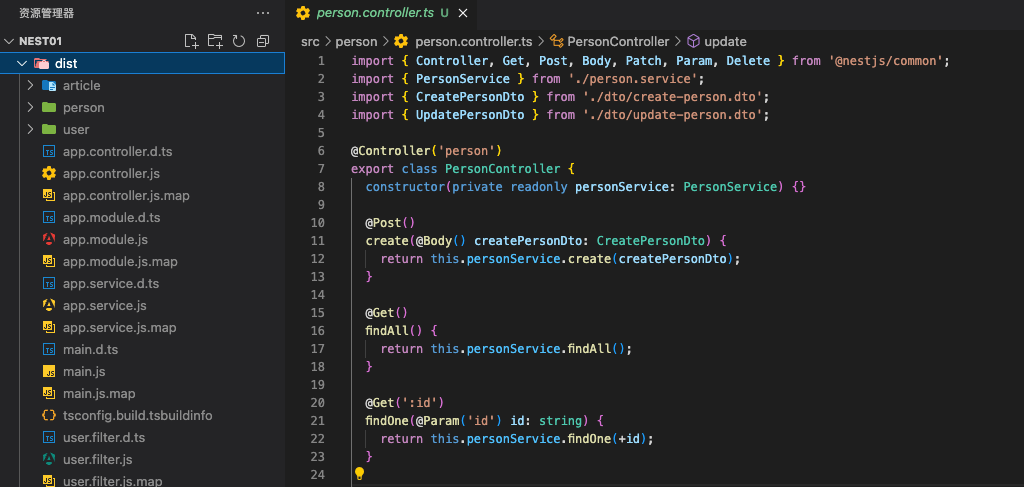 资源管理器
NEST01
dist
article
person
user
app.controller.d.ts
app.controller.js
app.controller.js.map
app.module.d.ts
app.module.js
app.module.js.map
app.service.d.ts
app.service.js
app.service.js.map
main.d.ts
main.js
main.js.map
tsconfig.build.tsbuildinfo
user.filter.d.ts
user.filter.js
user.filter.js.map
person.controller.ts U
src > person > person.controller.ts > PersonController > update
1 import { Controller, Get, Post, Body, Patch, Param, Delete } from '@nestjs/common';
2 import { PersonService } from './person.service';
3 import { CreatePersonDto } from './dto/create-person.dto';
4 import { UpdatePersonDto } from './dto/update-person.dto';
5
6 @Controller('person')
7 export class PersonController {
8 constructor(private readonly personService: PersonService) {}
9
10 @Post()
11 create(@Body() createPersonDto: CreatePersonDto) {
12 return this.personService.create(createPersonDto);
13 }
14
15 @Get()
16 findAll() {
17 return this.personService.findAll();
18 }
19
20 @Get(':id')
21 findOne(@Param('id') id: string) {
22 return this.personService.findOne(+id);
23 }
24